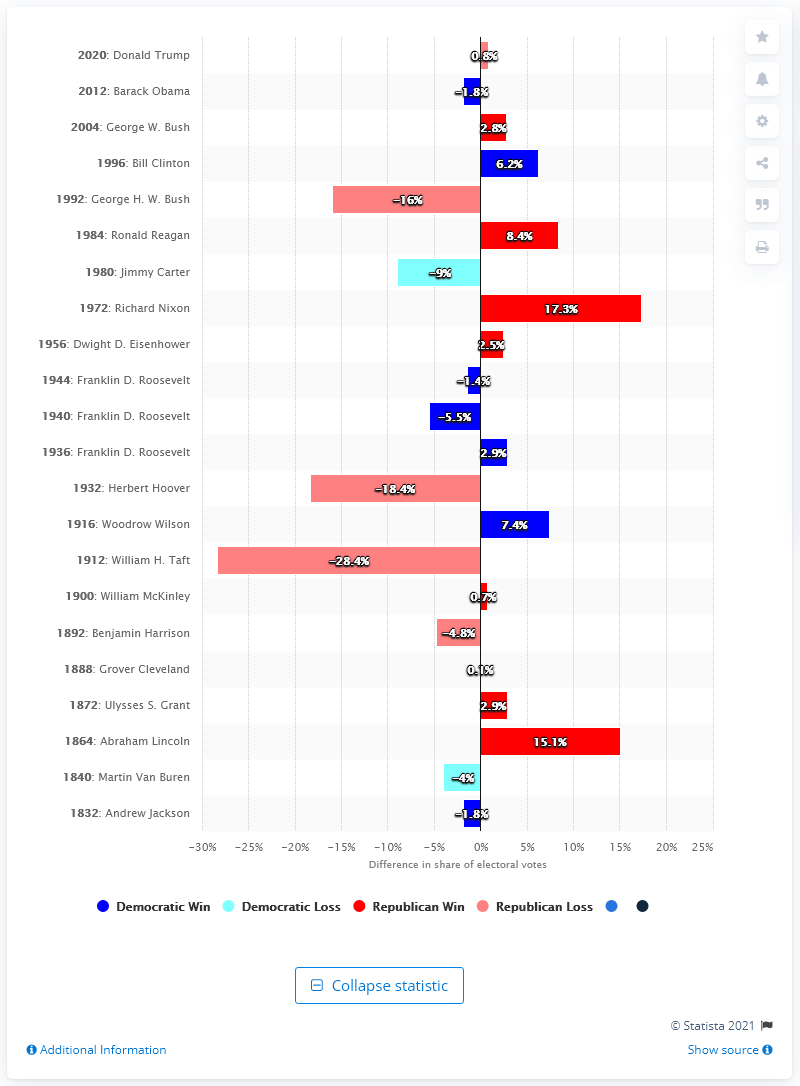 2020: Donald Trump 0.8%
2012: Barack Obama −1.8%
2004: George W. Bush 2.8%
1996: Bill Clinton 6.2%
1992: George H. W. Bush −16%
1984: Ronald Reagan 8.4%
1980: Jimmy Carter −9%
1972: Richard Nixon 17.3%
1956: Dwight D. Eisenhower 2.5%
1944: Franklin D. Roosevelt −1.4%
1940: Franklin D. Roosevelt −5.5%
1936: Franklin D. Roosevelt 2.9%
1932: Herbert Hoover −18.4%
1916: Woodrow Wilson 7.4%
1912: William H. Taft −28.4%
1900: William McKinley 0.7%
1892: Benjamin Harrison −4.8%
1888: Grover Cleveland 0.1%
1872: Ulysses S. Grant 2.9%
1864: Abraham Lincoln 15.1%
1840: Martin Van Buren −4%
1832: Andrew Jackson −1.8%
−30% −25% −20% −15% −10% −5% 0% 5% 10% 15% 20% 25%
Difference in share of electoral votes
Democratic Win Democratic Loss Republican Win Republican Loss
Collapse statistic
© Statista 2021
Additional Information Show source